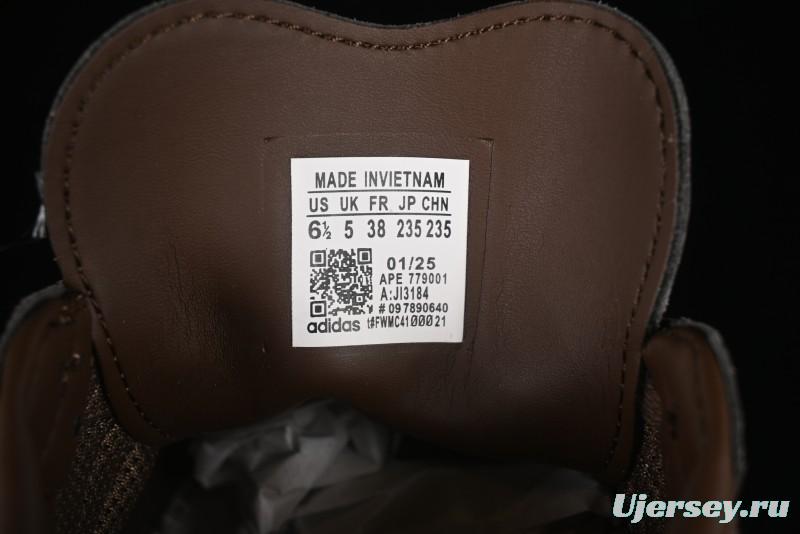 MADE INVIETNAM
US UK FR JP CHN
6½ 5 38 235 235
01/25
APE 779001
A:JI3184
# 097890640
adidas t#FWMC4100021
Ujersey.ru